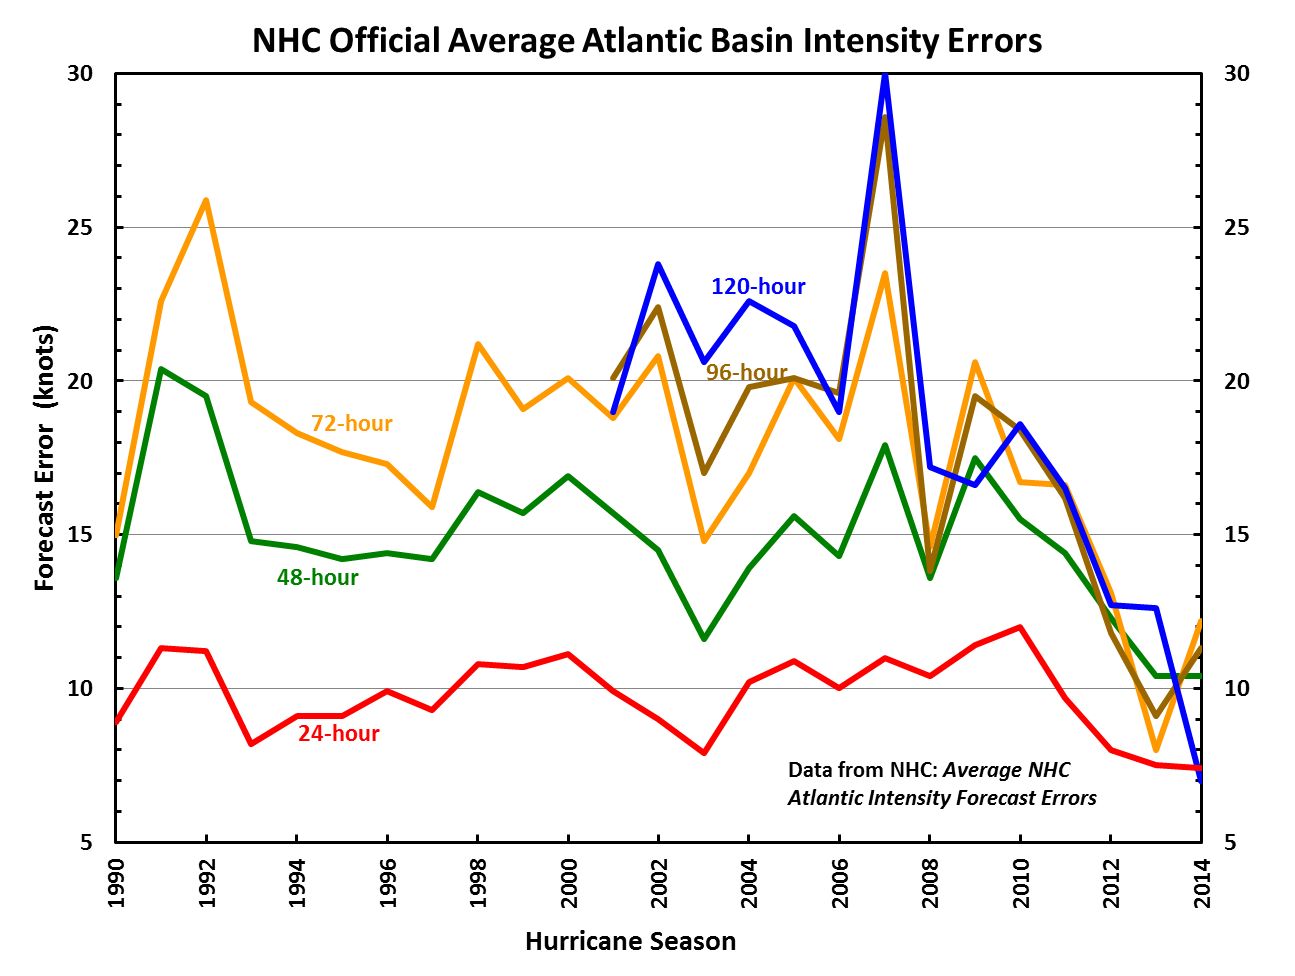 NHC Official Average Atlantic Basin Intensity Errors
30
30
25
25
120-hour
Forecast Error (knots)
96-hour
20
20
72-hour
15
15
48-hour
10
10
24-hour
Data from NHC: Average NHC
Atlantic Intensity Forecast Errors
5
5
1990
1992
1994
1996
1998
2000
2002
2004
2006
2008
2010
2012
2014
Hurricane Season